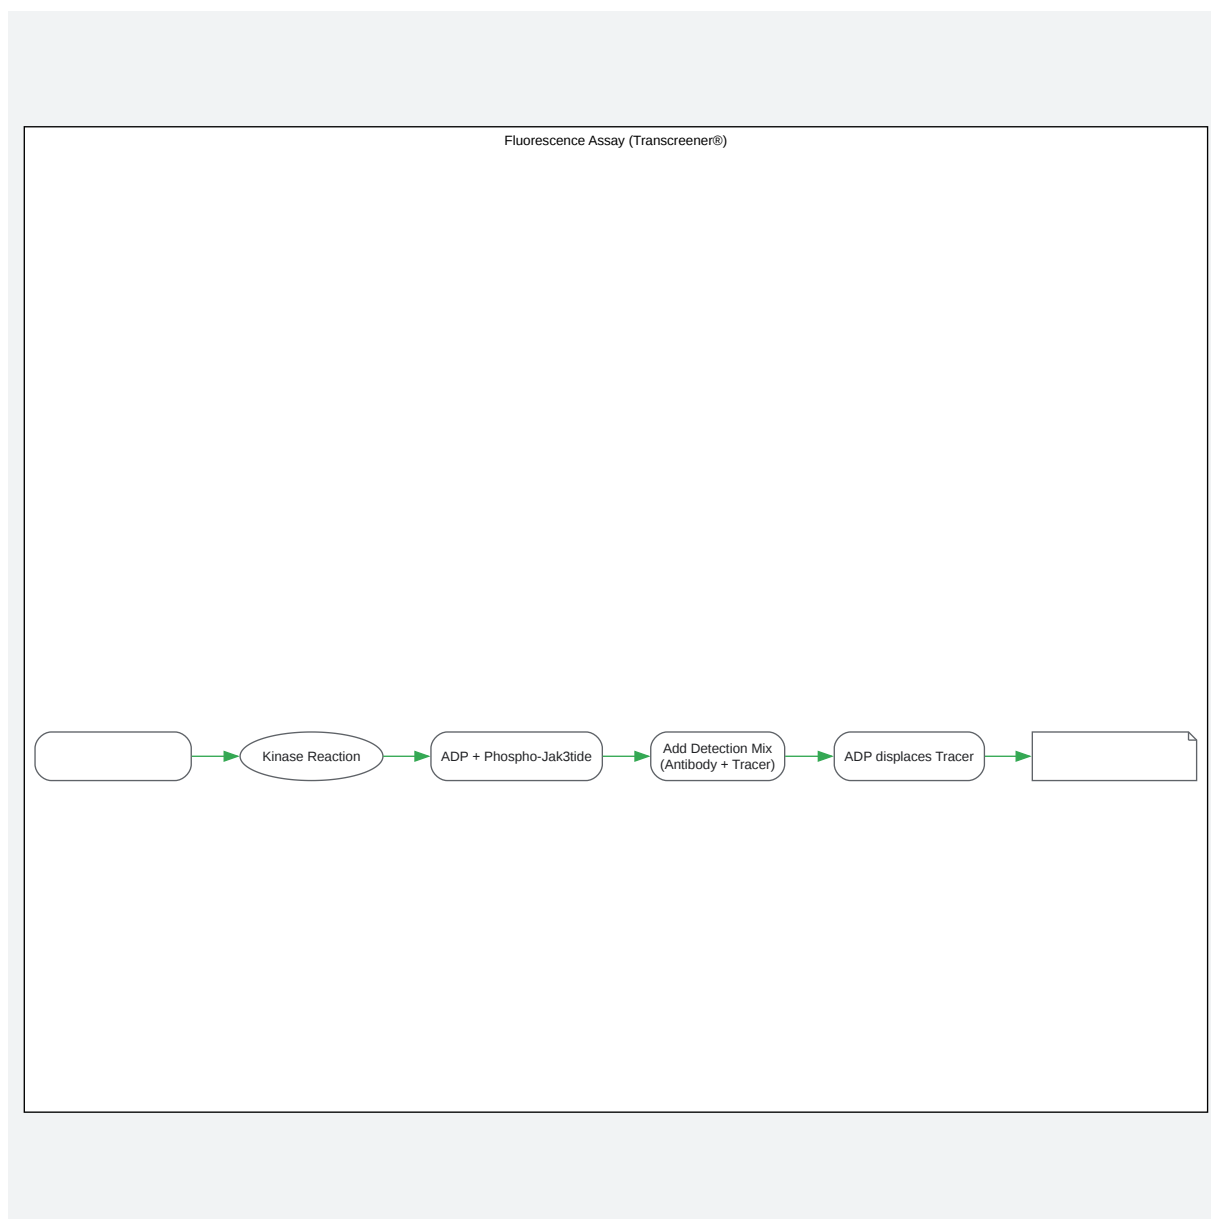 Fluorescence Assay (Transcreener®)
Kinase Reaction
ADP + Phospho-Jak3tide
Add Detection Mix
(Antibody + Tracer)
ADP displaces Tracer